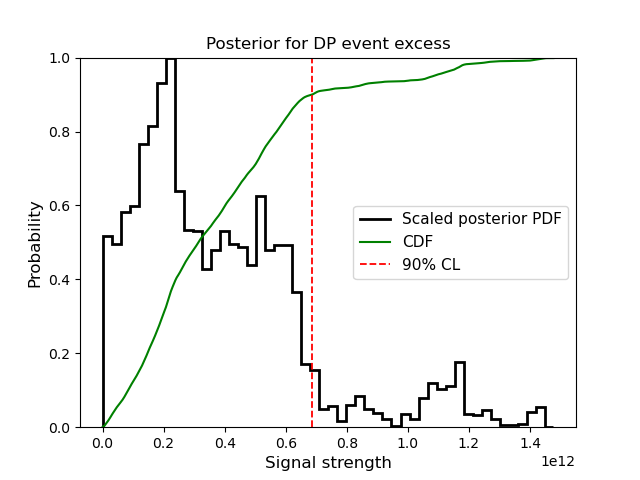 Posterior for DP event excess
Probability
1.0
0.8
0.6
0.4
0.2
0.0
Scaled posterior PDF
CDF
90% CL
0.0 0.2 0.4 0.6 0.8 1.0 1.2 1.4
1e12
Signal strength